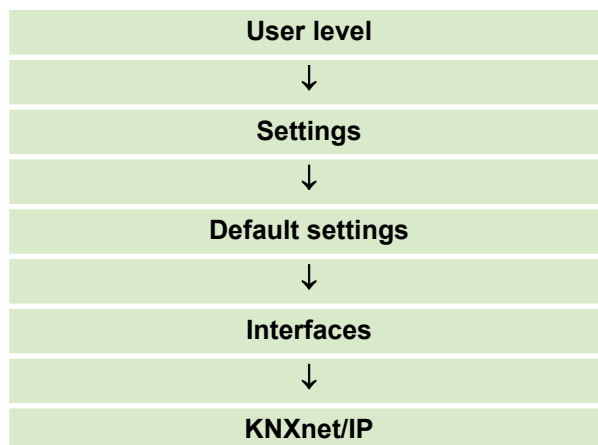 User level
↓
Settings
↓
Default settings
↓
Interfaces
↓
KNXnet/IP